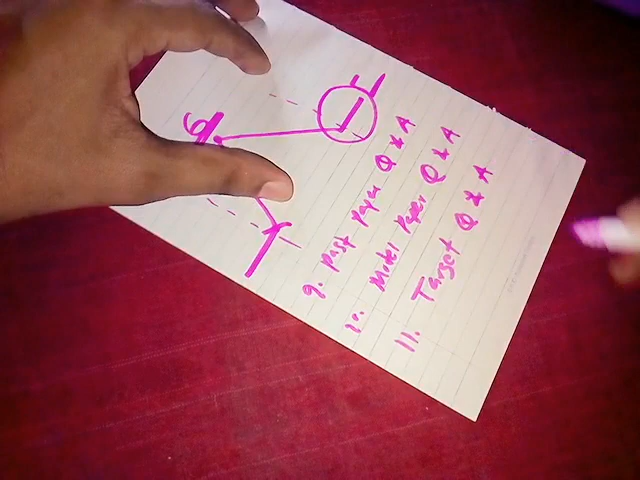 9. Past Paper Q & A
10. Model Paper Q & A
11. Target Q & A